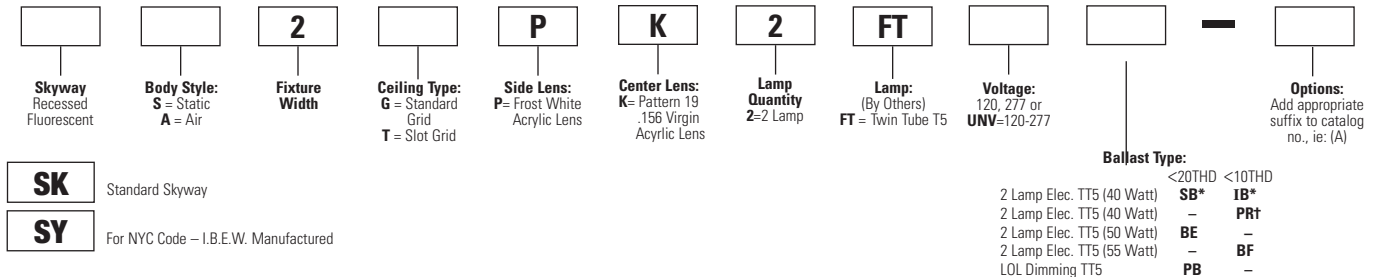 2 P K 2 FT –
Skyway
Recessed
Fluorescent
Body Style:
S = Static
A = Air
Fixture
Width
Ceiling Type:
G = Standard
Grid
T = Slot Grid
Side Lens:
P= Frost White
Acrylic Lens
Center Lens:
K= Pattern 19
.156 Virgin
Acyrlic Lens
Lamp
Quantity
2=2 Lamp
Lamp:
(By Others)
FT = Twin Tube T5
Voltage:
120, 277 or
UNV=120-277
Options:
Add appropriate
suffix to catalog
no., ie: (A)
Ballast Type:
<20THD <10THD
2 Lamp Elec. TT5 (40 Watt) SB* IB*
2 Lamp Elec. TT5 (40 Watt) – PR†
2 Lamp Elec. TT5 (50 Watt) BE –
2 Lamp Elec. TT5 (55 Watt) – BF
LOL Dimming TT5 PB –
SK Standard Skyway
SY For NYC Code – I.B.E.W. Manufactured